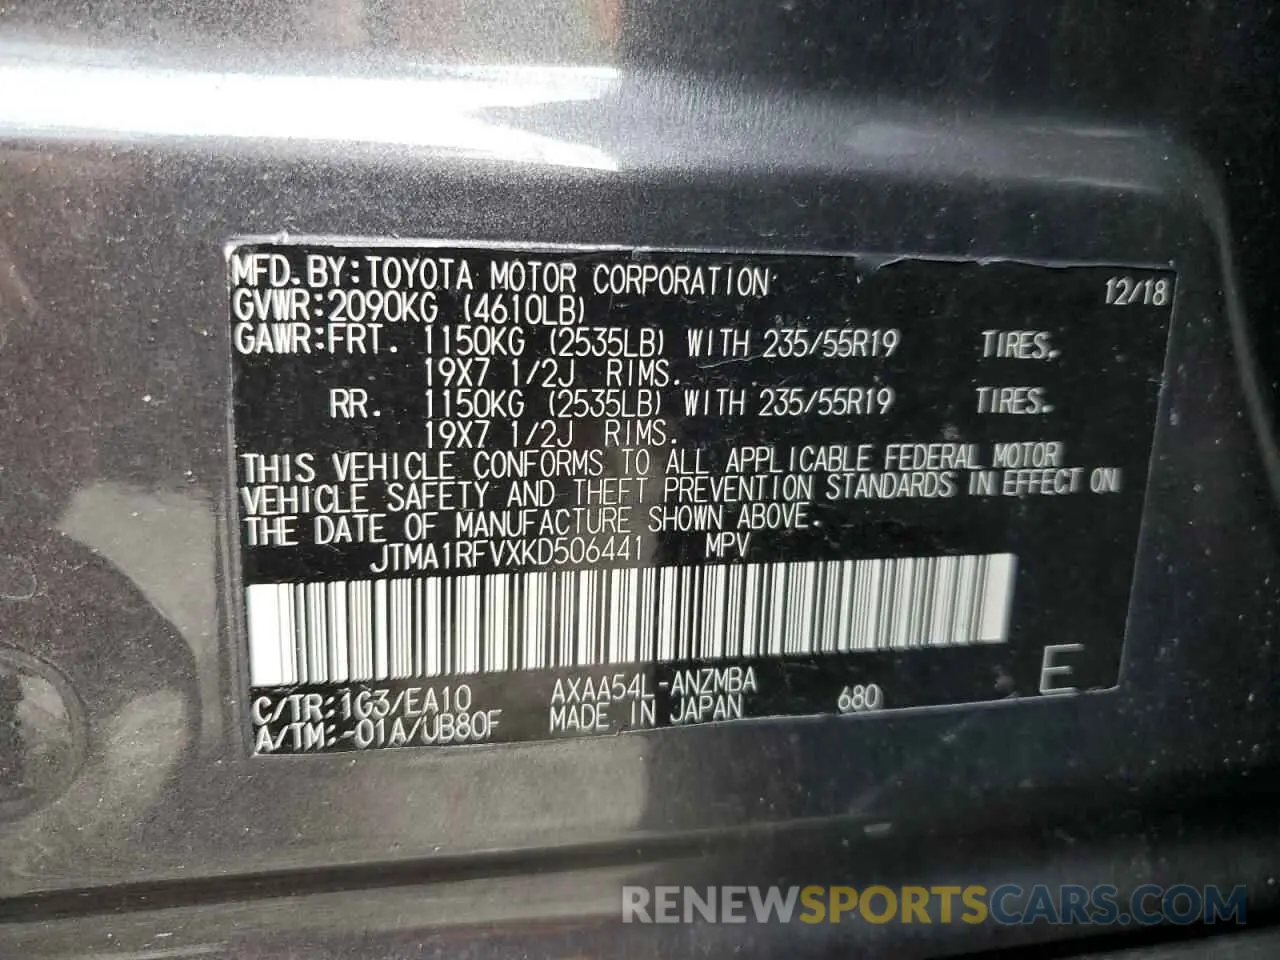 MFD.BY:TOYOTA MOTOR CORPORATION 12/18
GVWR:2090KG (4610LB)
GAWR:FRT. 1150KG (2535LB) WITH 235/55R19 TIRES.
19X7 1/2J RIMS.
RR. 1150KG (2535LB) WITH 235/55R19 TIRES.
19X7 1/2J RIMS.
THIS VEHICLE CONFORMS TO ALL APPLICABLE FEDERAL MOTOR
VEHICLE SAFETY AND THEFT PREVENTION STANDARDS IN EFFECT ON
THE DATE OF MANUFACTURE SHOWN ABOVE.
JTMA1RFVXKD506441 MPV
C/TR:1G3/EA10 AXAA54L-ANZMBA 680 E
A/TM:-01A/UB80F MADE IN JAPAN
RENEWSPORTSCARS.COM